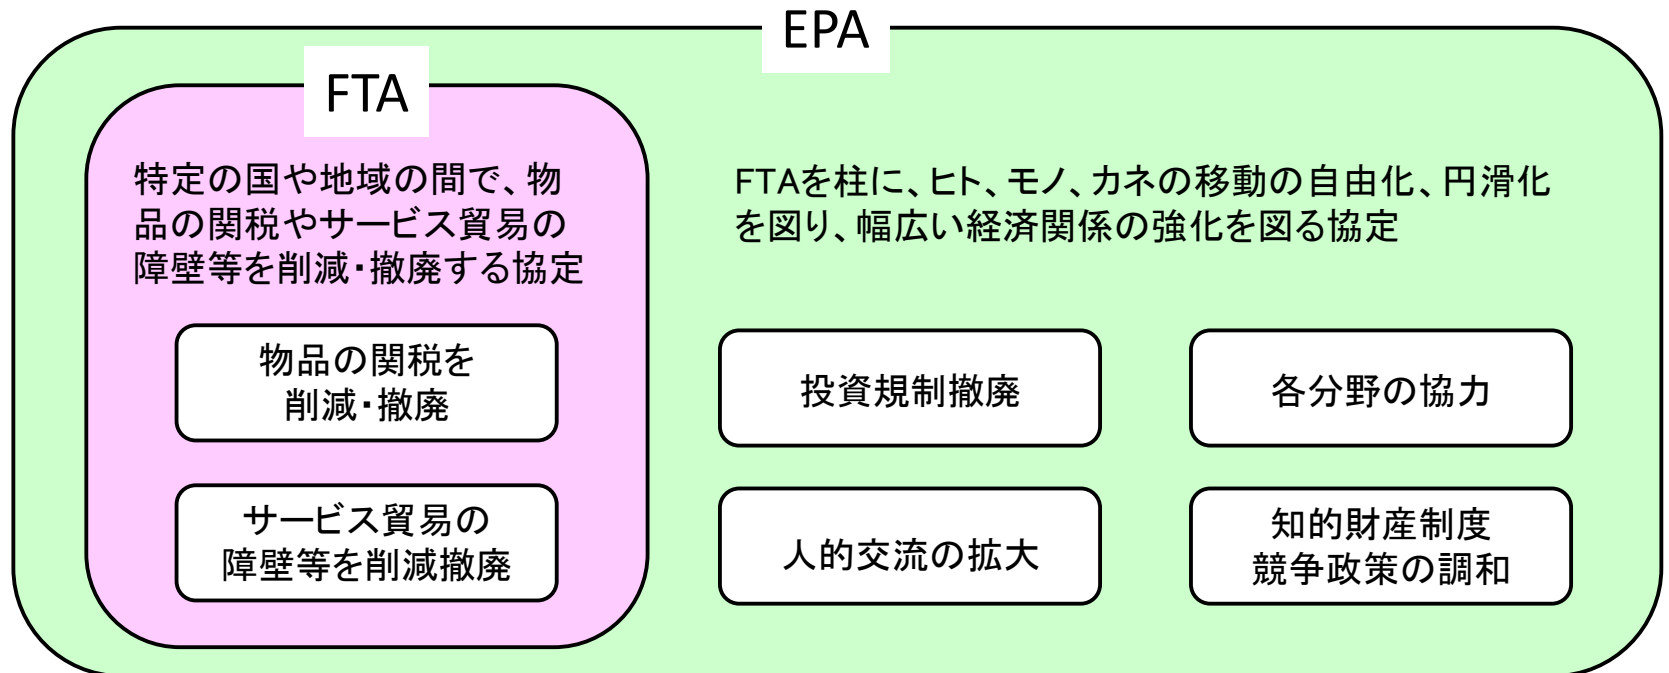 EPA
FTA
特定の国や地域の間で、物
品の関税やサービス貿易の
障壁等を削減・撤廃する協定
FTAを柱に、ヒト、モノ、カネの移動の自由化、円滑化
を図り、幅広い経済関係の強化を図る協定
物品の関税を
削減・撤廃
投資規制撤廃
各分野の協力
サービス貿易の
障壁等を削減撤廃
人的交流の拡大
知的財産制度
競争政策の調和